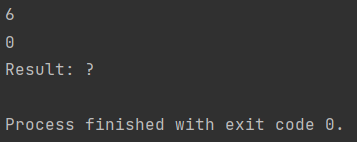 6
0
Result: ?
Process finished with exit code 0.